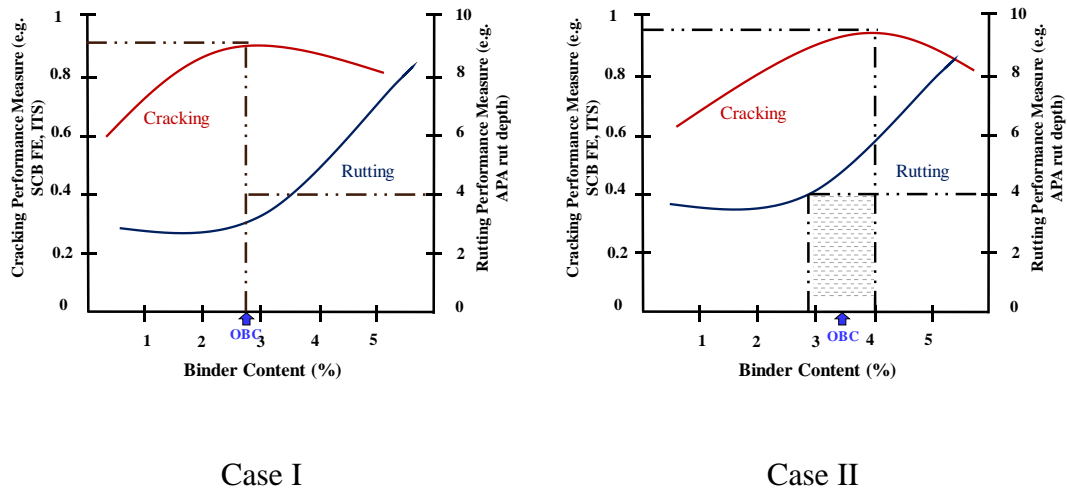 Cracking Performance Measure (e.g.
SCB FE, ITS)
1
0.8
0.6
0.4
0.2
0
Cracking
Rutting
10
8
6
4
2
0
Rutting Performance Measure (e.g.
APA rut depth)
1
2
OBC
3
4
5
Binder Content (%)
Case I
Cracking Performance Measure (e.g.
SCB FE, ITS)
1
0.8
0.6
0.4
0.2
0
Cracking
Rutting
10
8
6
4
2
0
Rutting Performance Measure (e.g.
APA rut depth)
1
2
3
OBC
4
5
Binder Content (%)
Case II